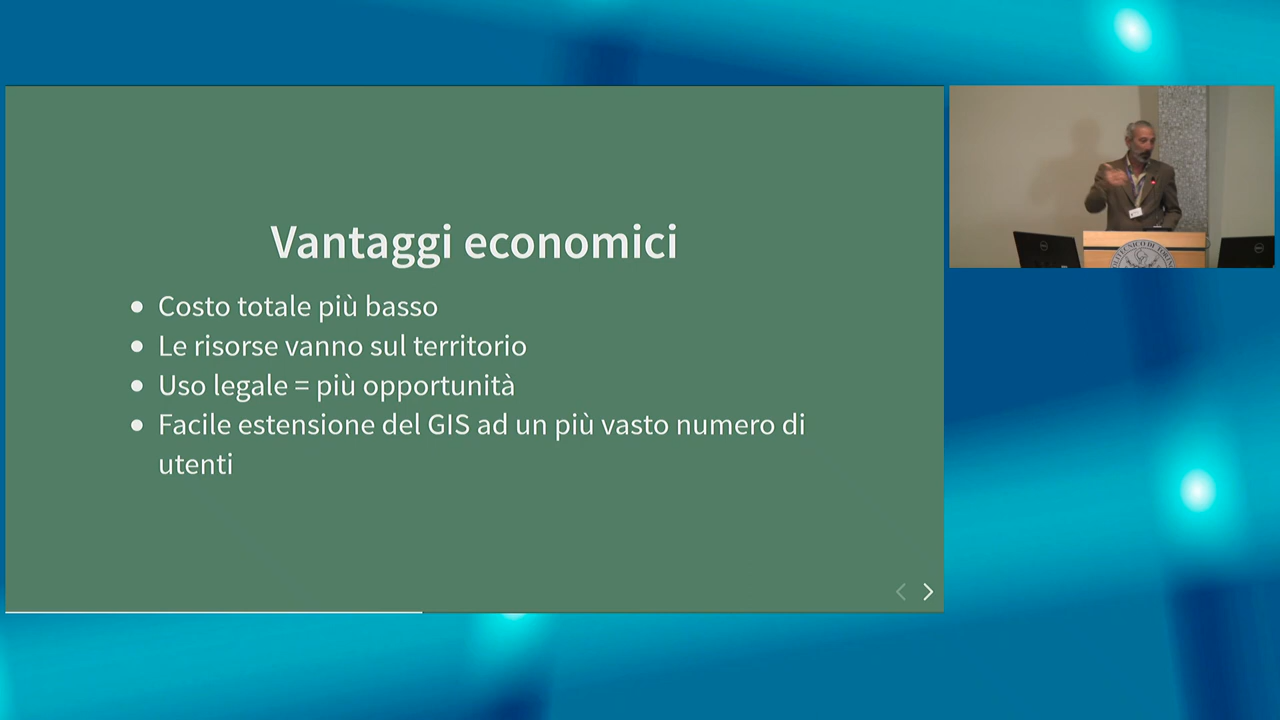 Vantaggi economici
Costo totale più basso
Le risorse vanno sul territorio
Uso legale = più opportunità
Facile estensione del GIS ad un più vasto numero di
utenti